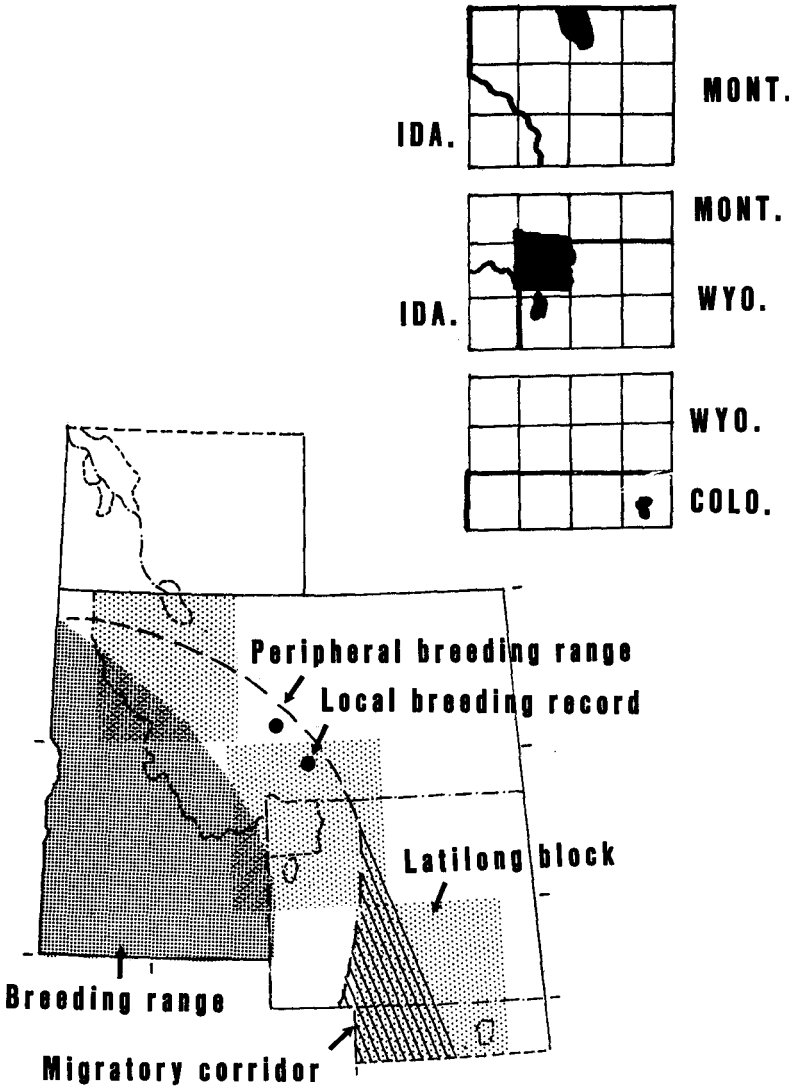 MONT.
IDA.
MONT.
WYO.
IDA.
WYO.
COLO.
Peripheral breeding range
Local breeding record
Latilong block
Breeding range
Migratory corridor